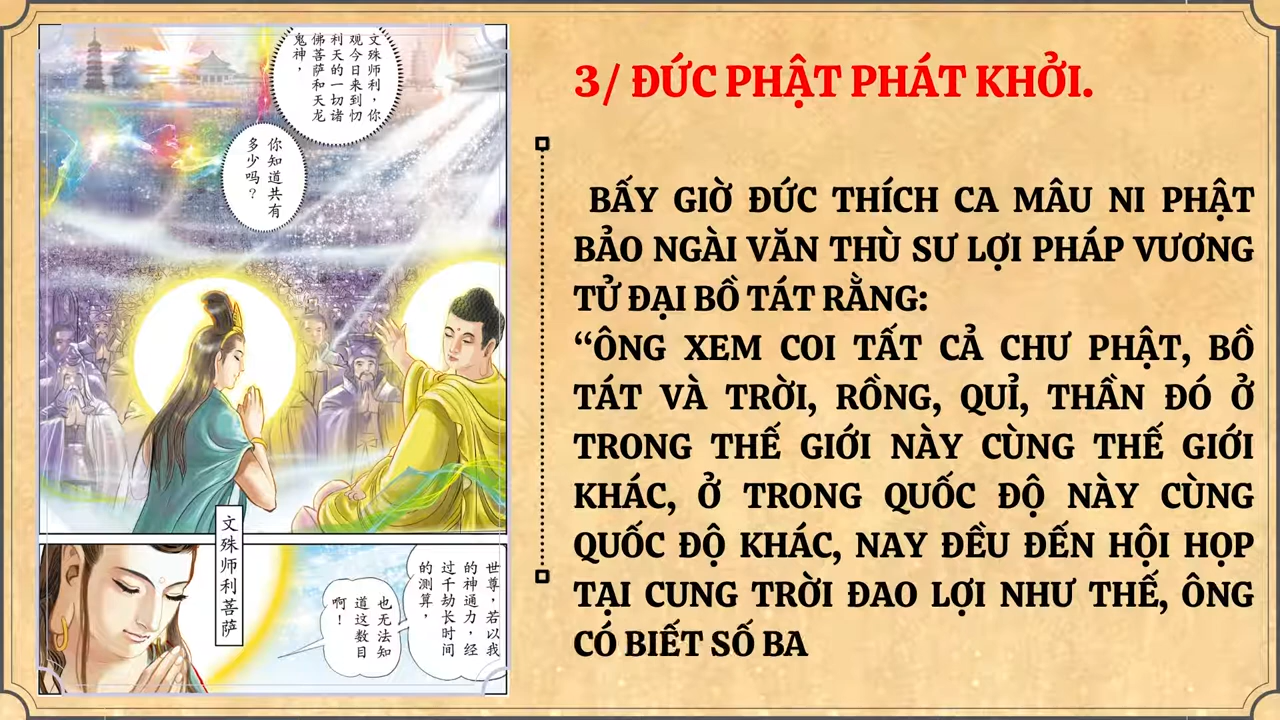 文殊师利，你
观今日来到忉
利天的一切诸
佛菩萨和天龙
鬼神，
你知道共有
多少吗？
文殊师利菩萨
世尊，若以我
的神通力，经
过千劫长时间
的测算，
也无法知
道这数目
啊！
3/ ĐỨC PHẬT PHÁT KHỞI.
BẤY GIỜ ĐỨC THÍCH CA MÂU NI PHẬT
BẢO NGÀI VĂN THÙ SƯ LỢI PHÁP VƯƠNG
TỬ ĐẠI BỒ TÁT RẰNG:
“ÔNG XEM COI TẤT CẢ CHƯ PHẬT, BỒ
TÁT VÀ TRỜI, RỒNG, QUỈ, THẦN ĐÓ Ở
TRONG THẾ GIỚI NÀY CÙNG THẾ GIỚI
KHÁC, Ở TRONG QUỐC ĐỘ NÀY CÙNG
QUỐC ĐỘ KHÁC, NAY ĐỀU ĐẾN HỘI HỌP
TẠI CUNG TRỜI ĐAO LỢI NHƯ THẾ, ÔNG
CÓ BIẾT SỐ BA